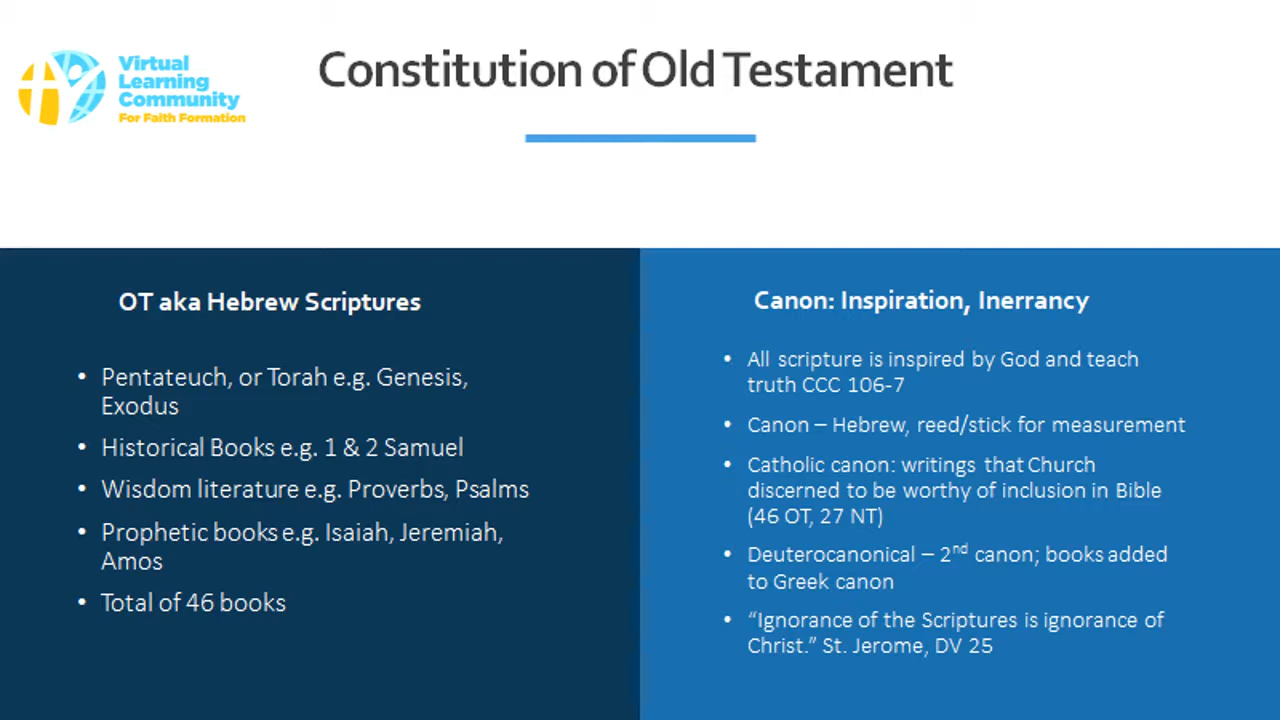 Virtual
Learning
Community
For Faith Formation
Constitution of Old Testament
OT aka Hebrew Scriptures
• Pentateuch, or Torah e.g. Genesis,
Exodus
• Historical Books e.g. 1 & 2 Samuel
• Wisdom literature e.g. Proverbs, Psalms
• Prophetic books e.g. Isaiah, Jeremiah,
Amos
• Total of 46 books
Canon: Inspiration, Inerrancy
• All scripture is inspired by God and teach
truth CCC 106-7
• Canon – Hebrew, reed/stick for measurement
• Catholic canon: writings that Church
discerned to be worthy of inclusion in Bible
(46 OT, 27 NT)
• Deuterocanonical – 2nd canon; books added
to Greek canon
• “Ignorance of the Scriptures is ignorance of
Christ.” St. Jerome, DV 25